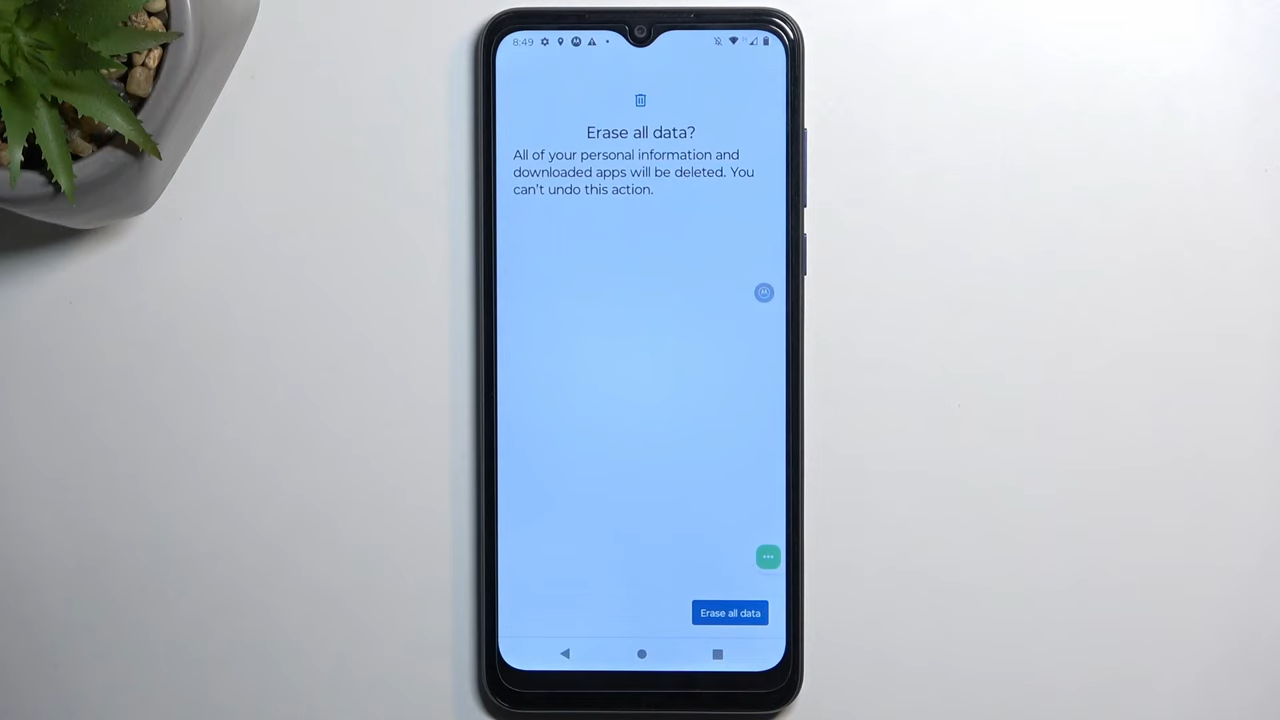 8:49
Erase all data?
All of your personal information and
downloaded apps will be deleted. You
can't undo this action.
Erase all data